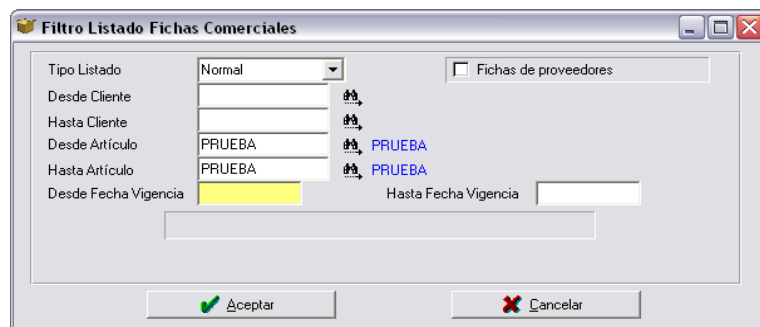 Filtro Listado Fichas Comerciales
Tipo Listado Normal Fichas de proveedores
Desde Cliente
Hasta Cliente
Desde Artículo PRUEBA PRUEBA
Hasta Artículo PRUEBA PRUEBA
Desde Fecha Vigencia Hasta Fecha Vigencia
Aceptar Cancelar